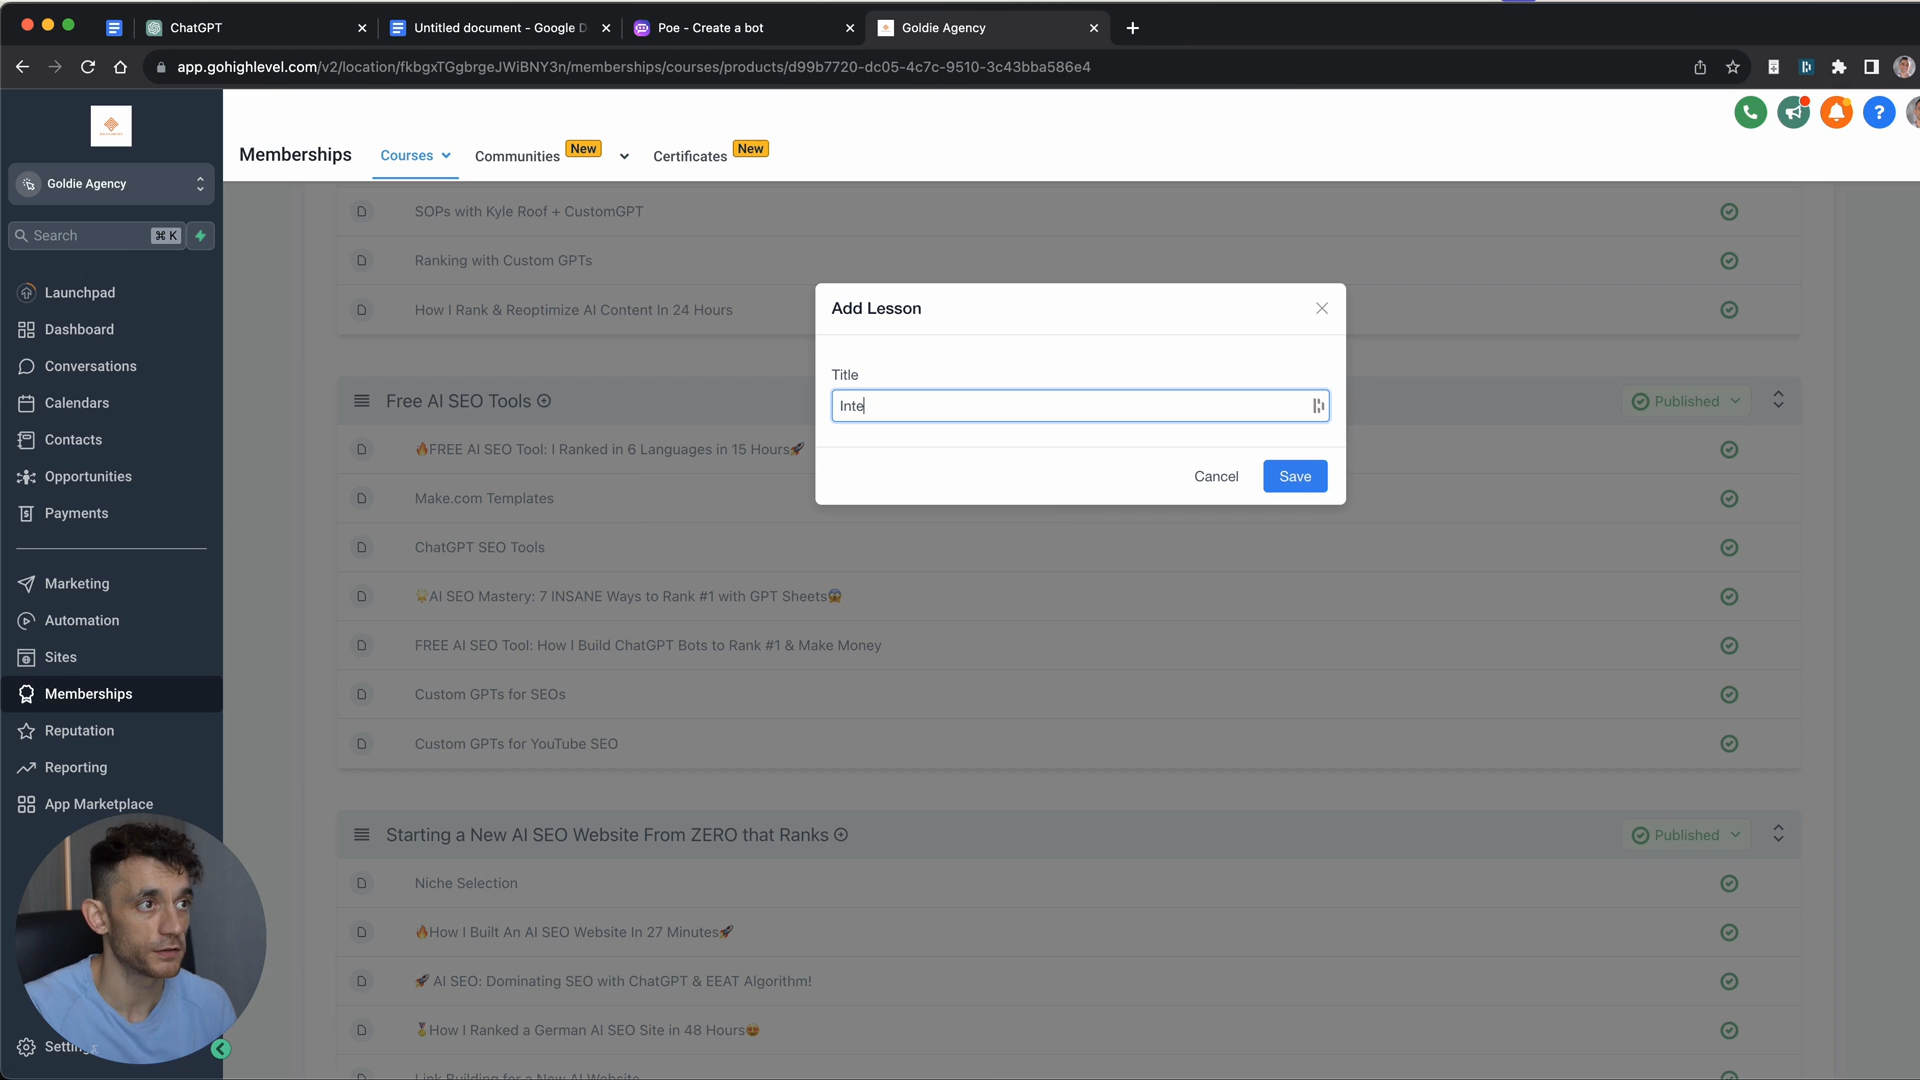 ChatGPT
Untitled document - Google D
Poe - Create a bot
Goldie Agency
app.gohighlevel.com/v2/location/fkbgxTGgbrgeJWiBNY3n/memberships/courses/products/d99b7720-dc05-4c7c-9510-3c43bba586e4
Memberships
Courses
Communities
New
Certificates
New
Goldie Agency
Search
⌘ K
Launchpad
Dashboard
Conversations
Calendars
Contacts
Opportunities
Payments
Marketing
Automation
Sites
Memberships
Reputation
Reporting
App Marketplace
SOPs with Kyle Roof + CustomGPT
Ranking with Custom GPTs
How I Rank & Reoptimize AI Content In 24 Hours
Add Lesson
Title
Inte
Cancel
Save
Free AI SEO Tools
Published
🔥FREE AI SEO Tool: I Ranked in 6 Languages in 15 Hours🚀
Make.com Templates
ChatGPT SEO Tools
🌟AI SEO Mastery: 7 INSANE Ways to Rank #1 with GPT Sheets😱
FREE AI SEO Tool: How I Build ChatGPT Bots to Rank #1 & Make Money
Custom GPTs for SEOs
Custom GPTs for YouTube SEO
Starting a New AI SEO Website From ZERO that Ranks
Published
Niche Selection
🔥How I Built An AI SEO Website In 27 Minutes🚀
🚀 AI SEO: Dominating SEO with ChatGPT & EEAT Algorithm!
🏅How I Ranked a German AI SEO Site in 48 Hours😍
Link Building for a New AI Website